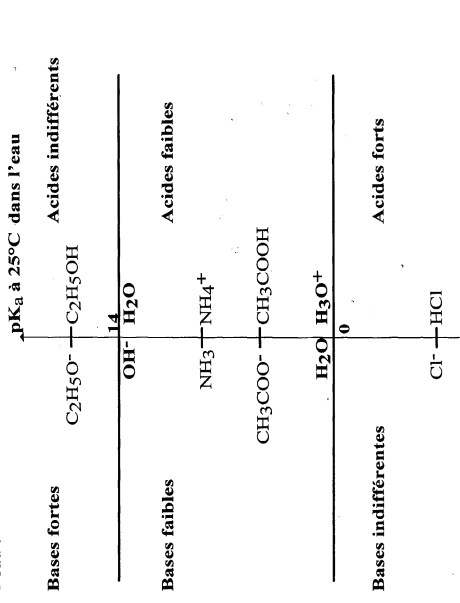 pKa à 25°C dans l'eau
Bases fortes
Acides indifférents
C2H5O- C2H5OH
14
OH- H2O
Bases faibles
Acides faibles
NH3 NH4+
CH3COO- CH3COOH
H2O H3O+
0
Bases indifférentes
Acides forts
Cl- HCl